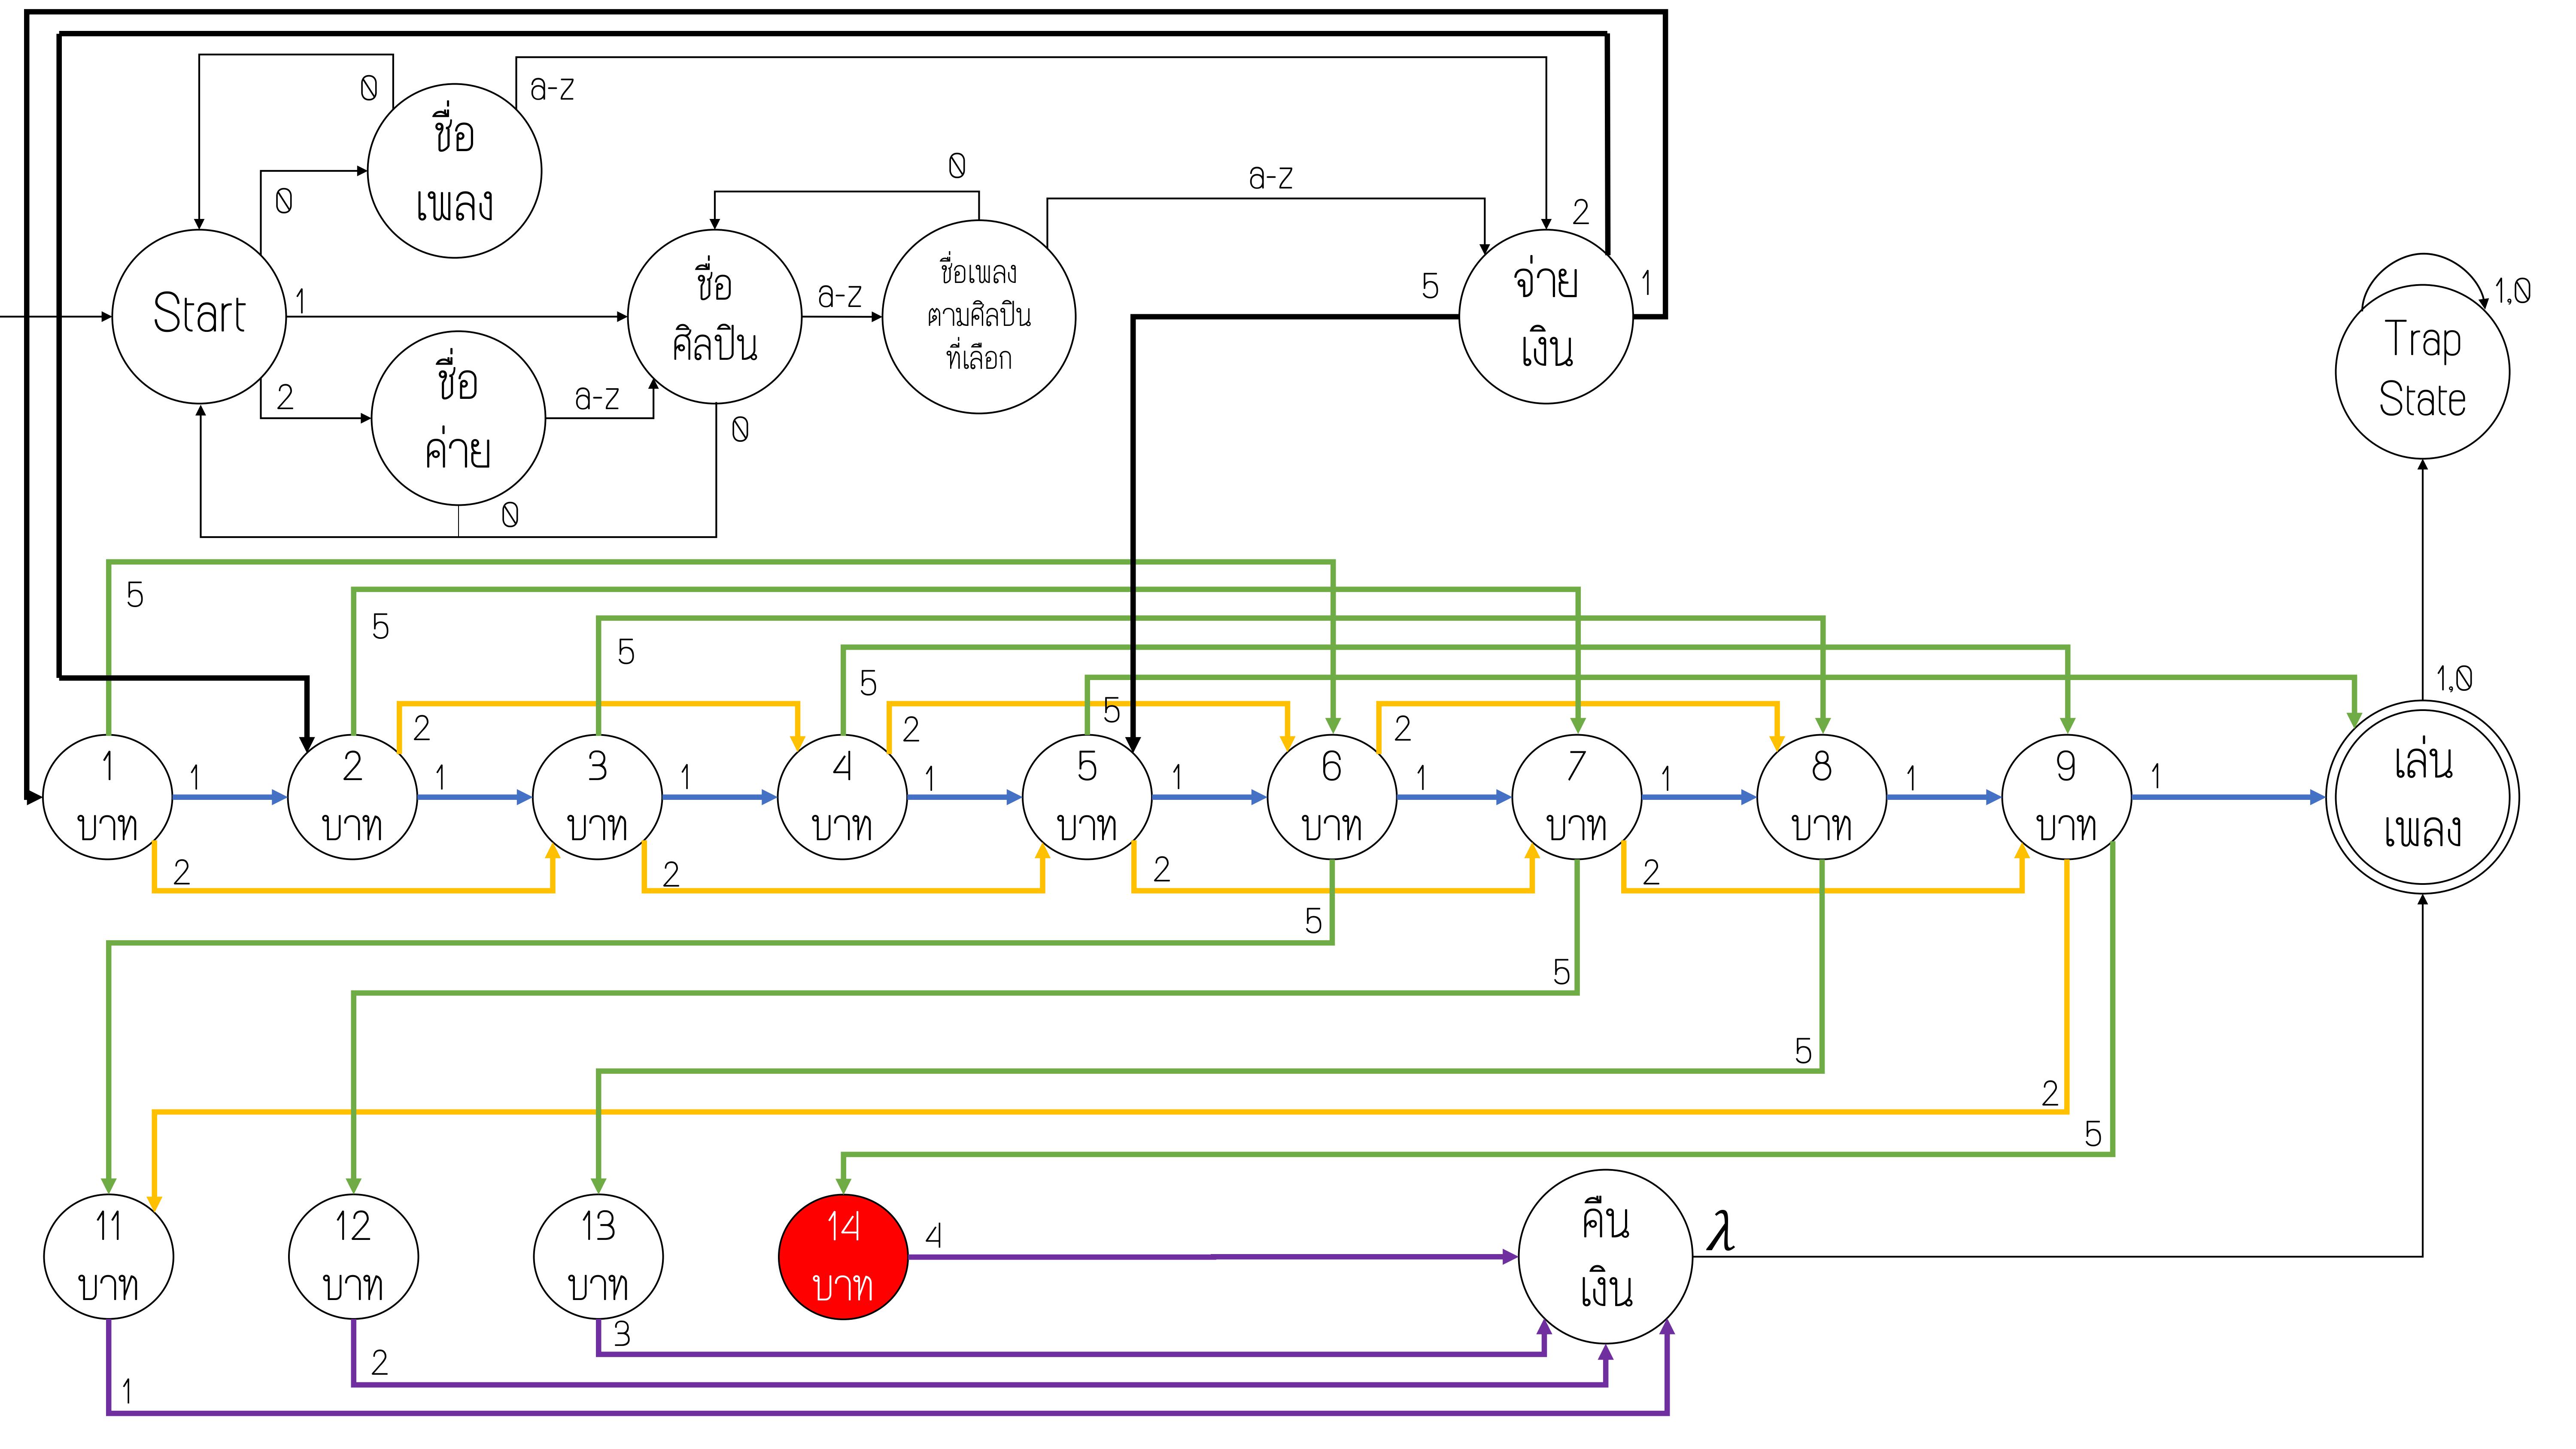 0
a-z
ชื่อ
เพลง
0
0
a-z
2
Start
1
ชื่อ
ศิลปิน
a-z
ชื่อเพลง
ตามศิลปิน
ที่เลือก
5
จ่าย
เงิน
1
1,0
Trap
State
2
ชื่อ
ค่าย
a-z
0
0
5
5
5
5
5
1,0
2
2
2
1
บาท
1
2
บาท
1
3
บาท
1
4
บาท
1
5
บาท
1
6
บาท
1
7
บาท
1
8
บาท
1
9
บาท
1
เล่น
เพลง
2
2
2
2
5
5
5
2
5
11
บาท
12
บาท
13
บาท
14
บาท
4
คืน
เงิน
λ
3
2
1